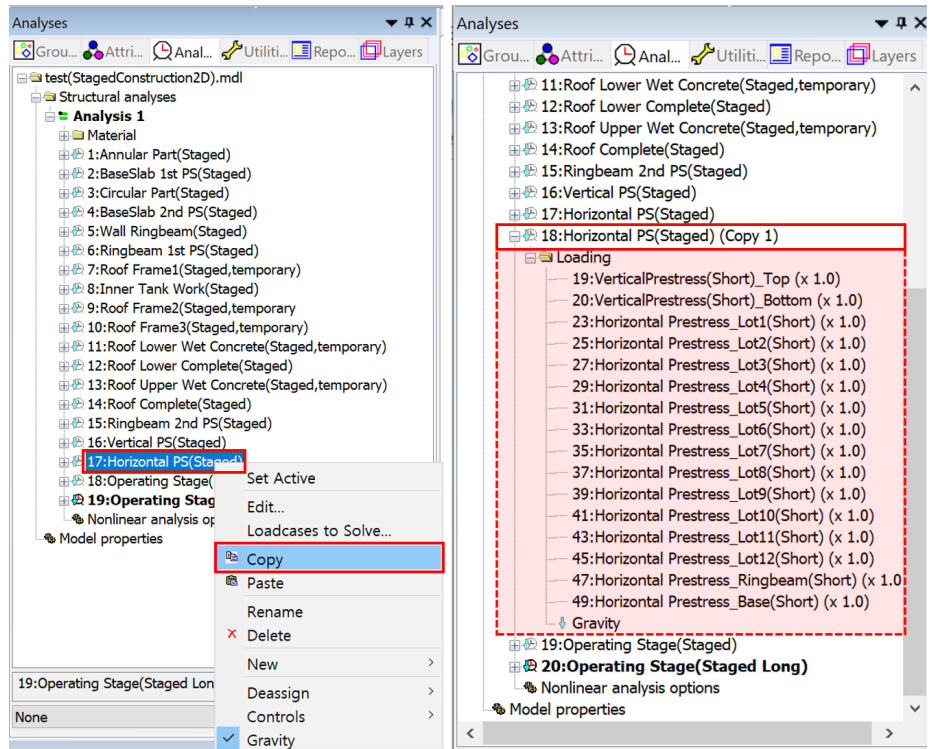 Analyses
Grou... Attri... Anal... Utiliti... Repo... Layers
test(StagedConstruction2D).mdl
Structural analyses
Analysis 1
Material
1:Annular Part(Staged)
2:BaseSlab 1st PS(Staged)
3:Circular Part(Staged)
4:BaseSlab 2nd PS(Staged)
5:Wall Ringbeam(Staged)
6:Ringbeam 1st PS(Staged)
7:Roof Frame1(Staged,temporary)
8:Inner Tank Work(Staged)
9:Roof Frame2(Staged,temporary
10:Roof Frame3(Staged,temporary)
11:Roof Lower Wet Concrete(Staged,temporary)
12:Roof Lower Complete(Staged)
13:Roof Upper Wet Concrete(Staged,temporary)
14:Roof Complete(Staged)
15:Ringbeam 2nd PS(Staged)
16:Vertical PS(Staged)
17:Horizontal PS(Staged)
18:Operating Stage(
19:Operating Stag
Nonlinear analysis op
Model properties
Set Active
Edit...
Loadcases to Solve...
Copy
Paste
Rename
Delete
New
Deassign
Controls
Gravity
19:Operating Stage(Staged Lon
None
Analyses
Grou... Attri... Anal... Utiliti... Repo... Layers
11:Roof Lower Wet Concrete(Staged,temporary)
12:Roof Lower Complete(Staged)
13:Roof Upper Wet Concrete(Staged,temporary)
14:Roof Complete(Staged)
15:Ringbeam 2nd PS(Staged)
16:Vertical PS(Staged)
17:Horizontal PS(Staged)
18:Horizontal PS(Staged) (Copy 1)
Loading
19:VerticalPrestress(Short)_Top (x 1.0)
20:VerticalPrestress(Short)_Bottom (x 1.0)
23:Horizontal Prestress_Lot1(Short) (x 1.0)
25:Horizontal Prestress_Lot2(Short) (x 1.0)
27:Horizontal Prestress_Lot3(Short) (x 1.0)
29:Horizontal Prestress_Lot4(Short) (x 1.0)
31:Horizontal Prestress_Lot5(Short) (x 1.0)
33:Horizontal Prestress_Lot6(Short) (x 1.0)
35:Horizontal Prestress_Lot7(Short) (x 1.0)
37:Horizontal Prestress_Lot8(Short) (x 1.0)
39:Horizontal Prestress_Lot9(Short) (x 1.0)
41:Horizontal Prestress_Lot10(Short) (x 1.0)
43:Horizontal Prestress_Lot11(Short) (x 1.0)
45:Horizontal Prestress_Lot12(Short) (x 1.0)
47:Horizontal Prestress_Ringbeam(Short) (x 1.0
49:Horizontal Prestress_Base(Short) (x 1.0)
Gravity
19:Operating Stage(Staged)
20:Operating Stage(Staged Long)
Nonlinear analysis options
Model properties